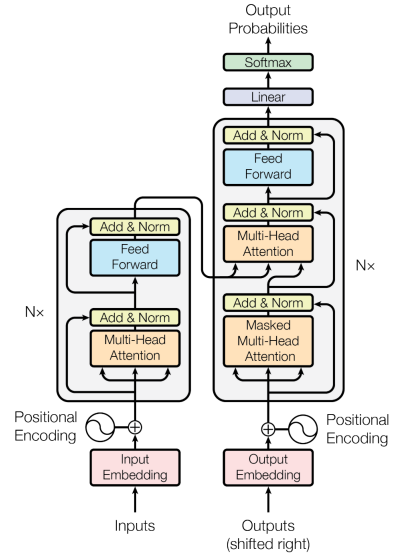 Output
Probabilities
Softmax
Linear
Add & Norm
Feed
Forward
Add & Norm
Multi-Head
Attention
Add & Norm
Masked
Multi-Head
Attention
Nx
Add & Norm
Feed
Forward
Add & Norm
Multi-Head
Attention
Nx
Positional
Encoding
Positional
Encoding
Input
Embedding
Output
Embedding
Inputs
Outputs
(shifted right)